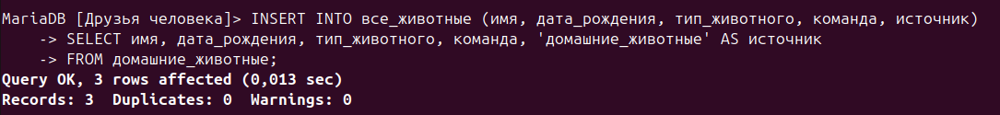 MariaDB [Друзья человека]> INSERT INTO все_животные (имя, дата_рождения, тип_животного, команда, источник)
    -> SELECT имя, дата_рождения, тип_животного, команда, 'домашние_животные' AS источник
    -> FROM домашние_животные;
Query OK, 3 rows affected (0,013 sec)
Records: 3  Duplicates: 0  Warnings: 0